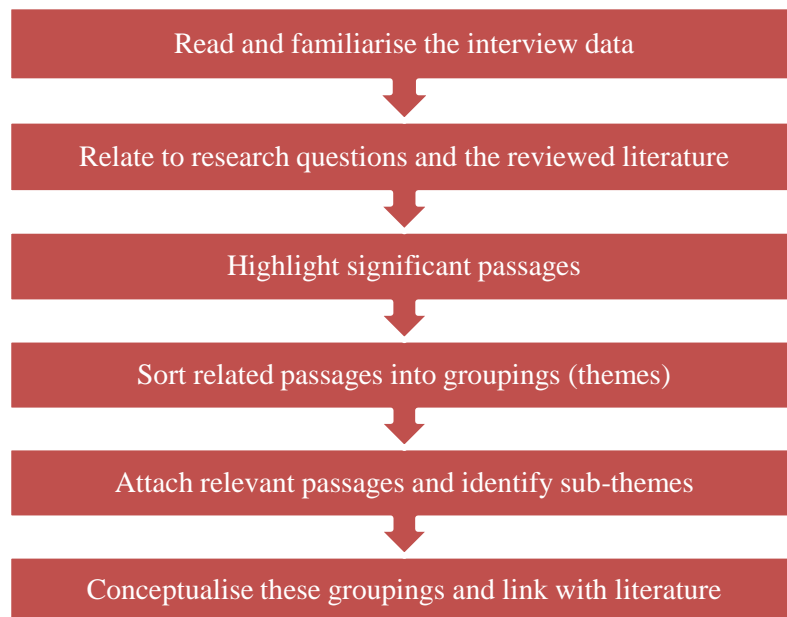 Read and familiarise the interview data
Relate to research questions and the reviewed literature
Highlight significant passages
Sort related passages into groupings (themes)
Attach relevant passages and identify sub-themes
Conceptualise these groupings and link with literature